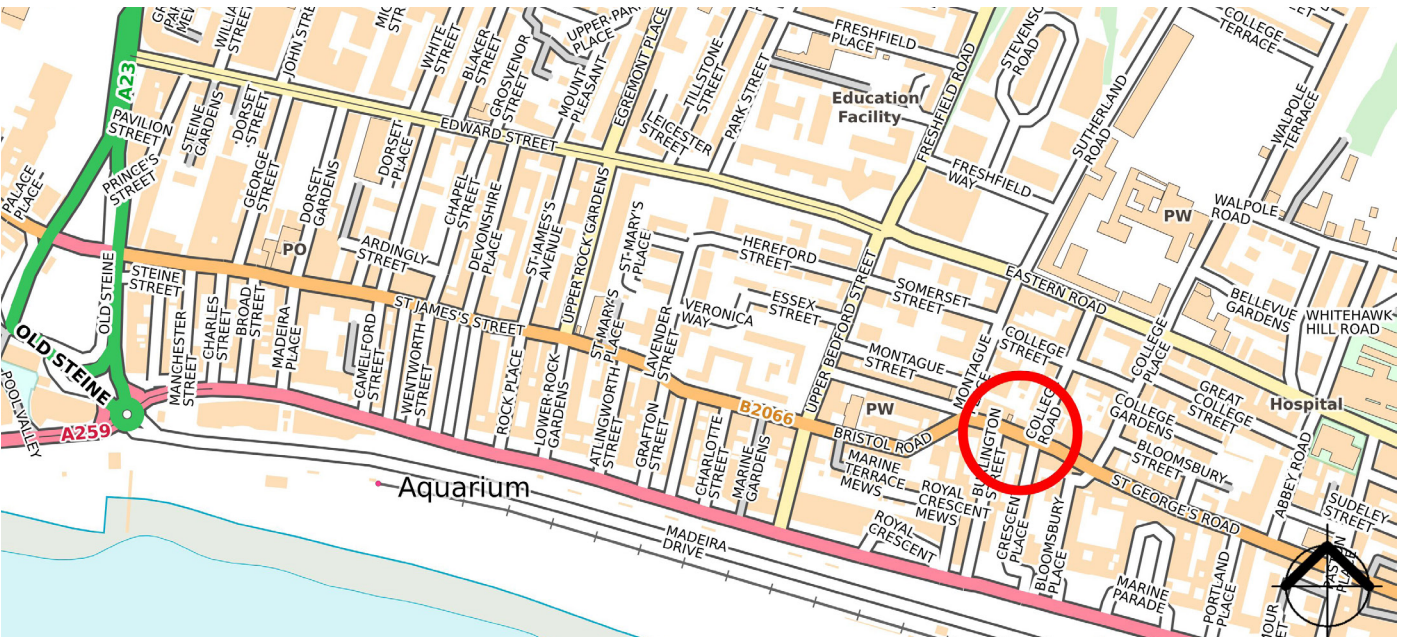 A23
PAVILION
STREET
PRINCE'S
STREET
PALACE
PLACE
STEINE
GARDENS
DORSET
STREET
JOHN STREET
WHITE
STREET
BLAKER
STREET
GROSVENOR
STREET
MOUNT
PLEASANT
EGREMONT PLACE
TILLSTONE
STREET
LEICESTER
STREET
PARK STREET
FRESHFIELD
PLACE
Education
Facility
FRESHFIELD ROAD
FRESHFIELD
WAY
STEVENSO
ROAD
SUTHERLAND
ROAD
COLLEGE
TERRACE
WALPOLE
TERRACE
WALPOLE
ROAD
PW
EDWARD STREET
GEORGE
STREET
DORSET
GARDENS
PO
DORSET
PLACE
ARDINGLY
STREET
CHAPEL
STREET
DEVONSHIRE
PLACE
ST-JAMES'S
AVENUE
UPPER ROCK GARDENS
ST-MARY'S
PLACE
HEREFORD
STREET
VERONICA
WAY
ESSEX
STREET
UPPER BEDFORD STREET
SOMERSET
STREET
EASTERN ROAD
BELLEVUE
GARDENS
WHITEHAWK
HILL ROAD
OLD STEINE
OLD STEINE
STEINE
STREET
MANCHESTER
STREET
CHARLES
STREET
BROAD
STREET
MADEIRA
PLACE
CAMELFORD
STREET
WENTWORTH
STREET
ST JAMES'S STREET
ROCK PLACE
LOWER-ROCK
GARDENS
ST-MARY'S
PLACE
ATLINGWORTH
STREET
LAVENDER
STREET
GRAFTON
STREET
CHARLOTTE
STREET
MARINE
GARDENS
B2066
MONTAGUE
STREET
MONTAGUE
PLACE
PW
BRISTOL ROAD
MARINE
TERRACE
MEWS
ROYAL
CRESCENT
MEWS
ROYAL
CRESCENT
COLLEGE
STREET
COLLEGE
ROAD
COLLEGE
PLACE
COLLEGE
GARDENS
GREAT
COLLEGE
STREET
BLOOMSBURY
STREET
BLOOMSBURY
PLACE
CRESCENT
PLACE
ST GEORGE'S ROAD
Hospital
ABBEY ROAD
SUDELEY
STREET
PORTLAND
PLACE
MARINE
PARADE
MADEIRA
DRIVE
Aquarium
A259
POOL-VALLEY